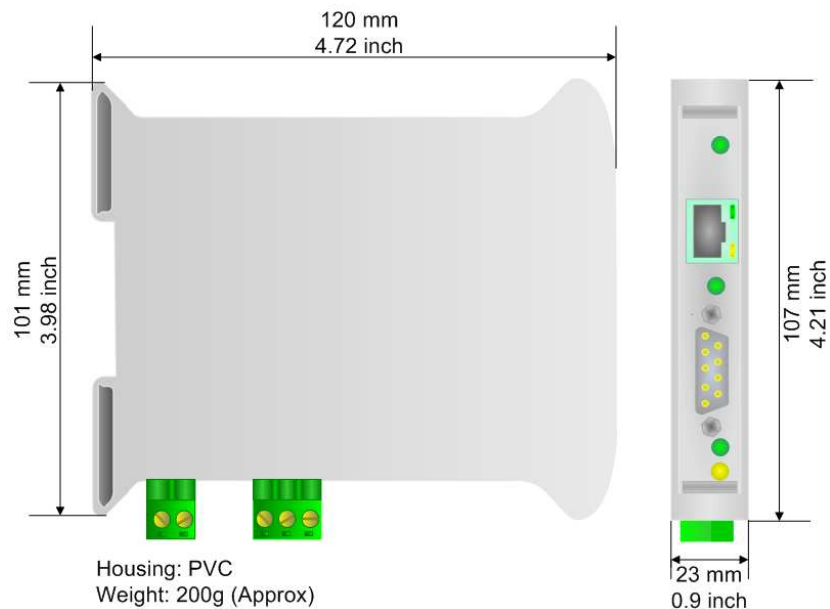 120 mm
4.72 inch
101 mm
3.98 inch
107 mm
4.21 inch
23 mm
0.9 inch
Housing: PVC
Weight: 200g (Approx)